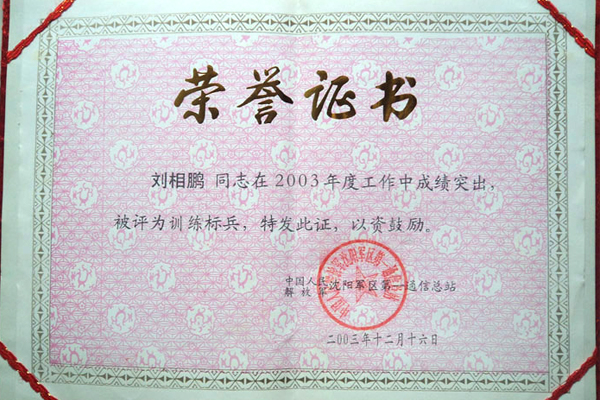 荣誉证书
刘相鹏 同志在2003年度工作中成绩突出，
被评为训练标兵，特发此证，以资鼓励。
中国人民
解放军
沈阳军区第一通信总站
二00三年十二月十六日